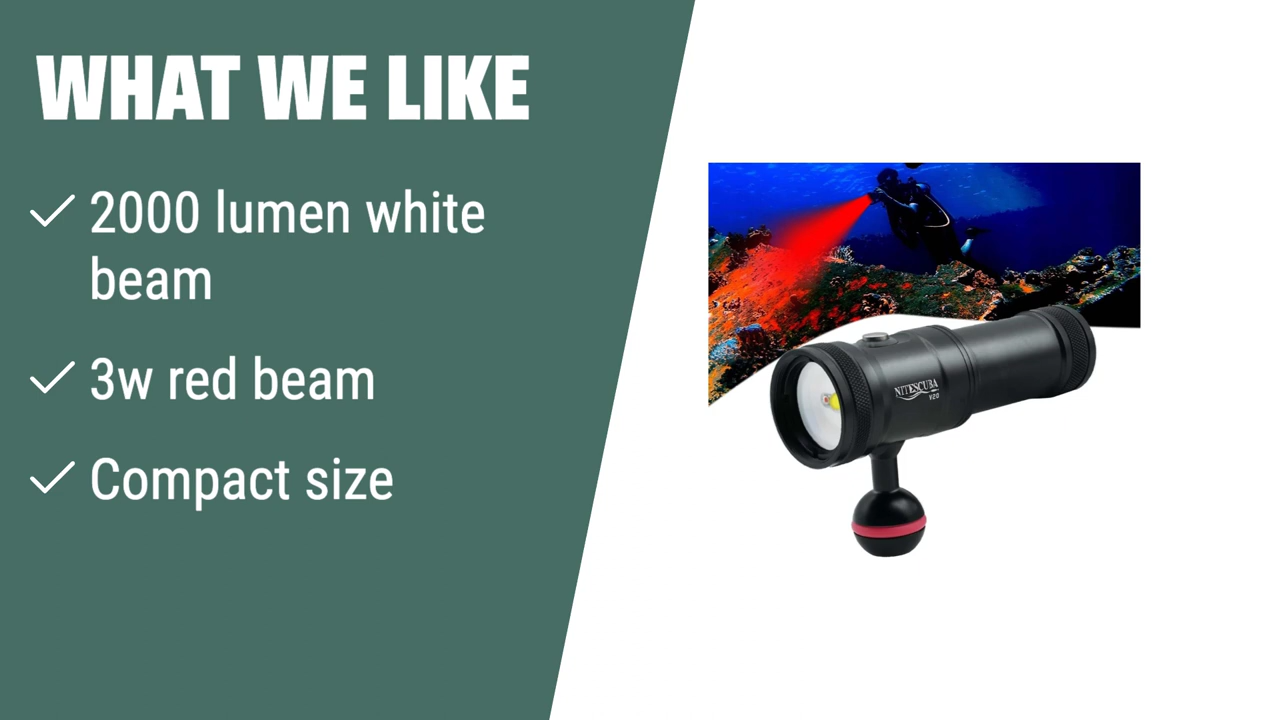 WHAT WE LIKE
2000 lumen white
beam
3w red beam
Compact size
NITESCUBA
V20